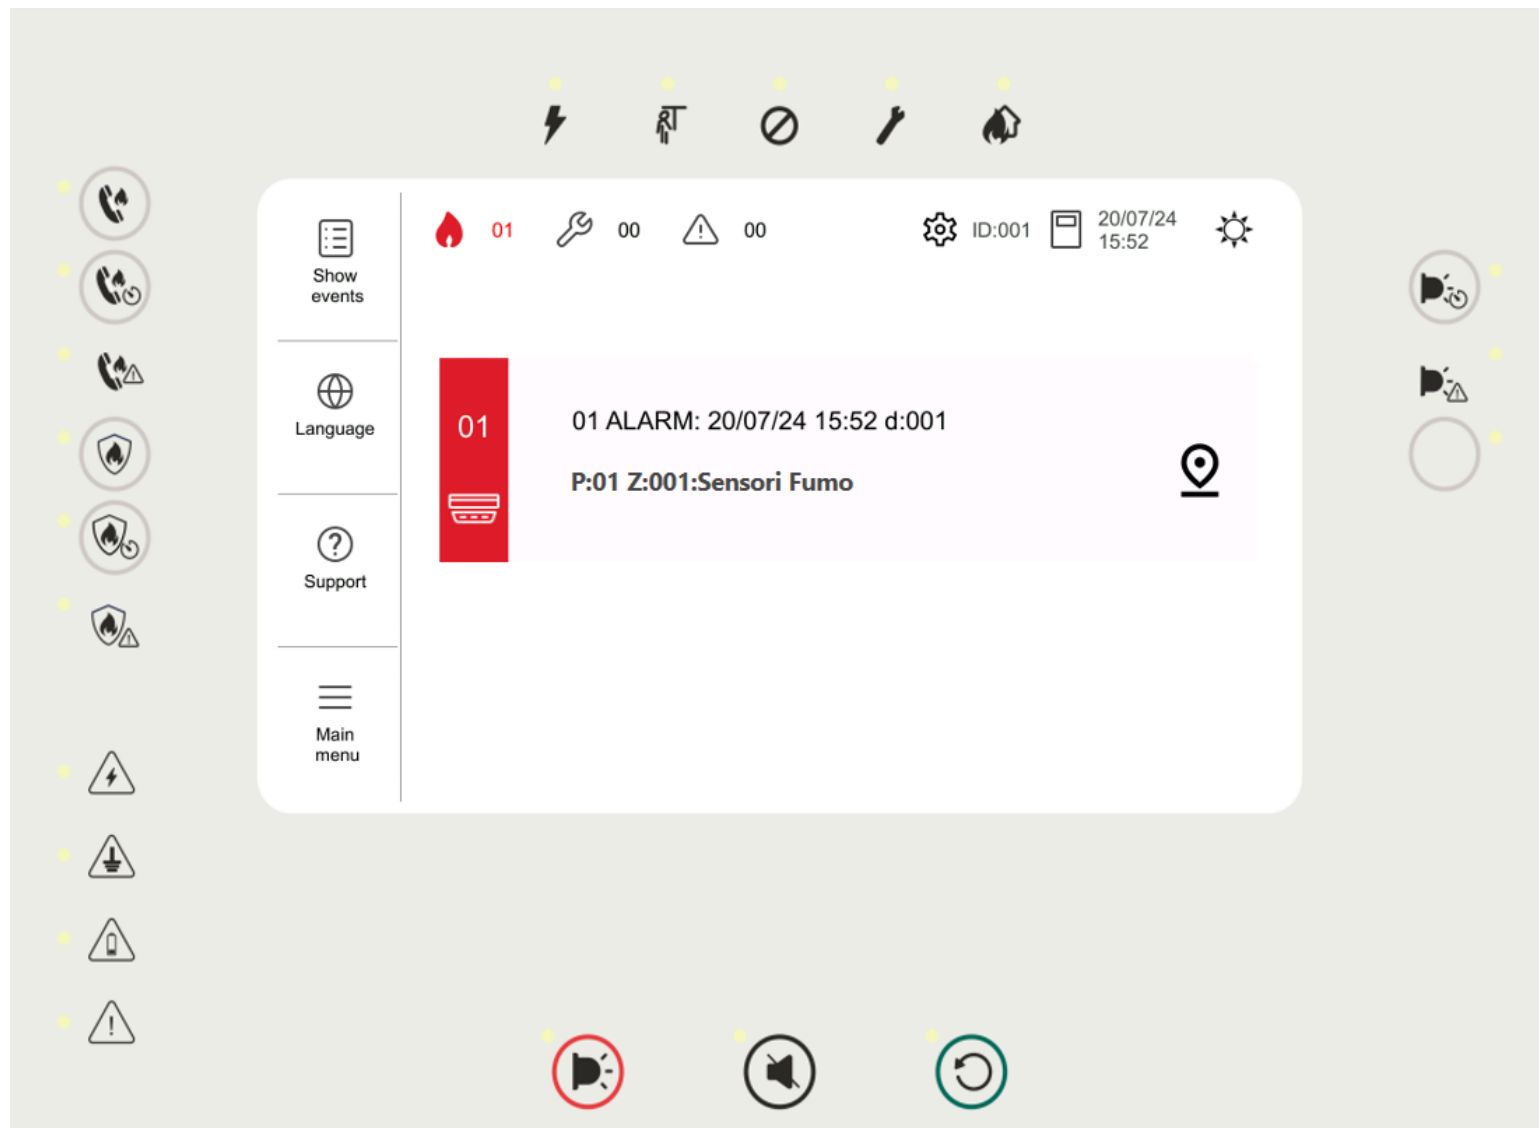 01
00
00
ID:001
20/07/24
15:52
Show
events
Language
Support
Main
menu
01
01 ALARM: 20/07/24 15:52 d:001
P:01 Z:001:Sensori Fumo